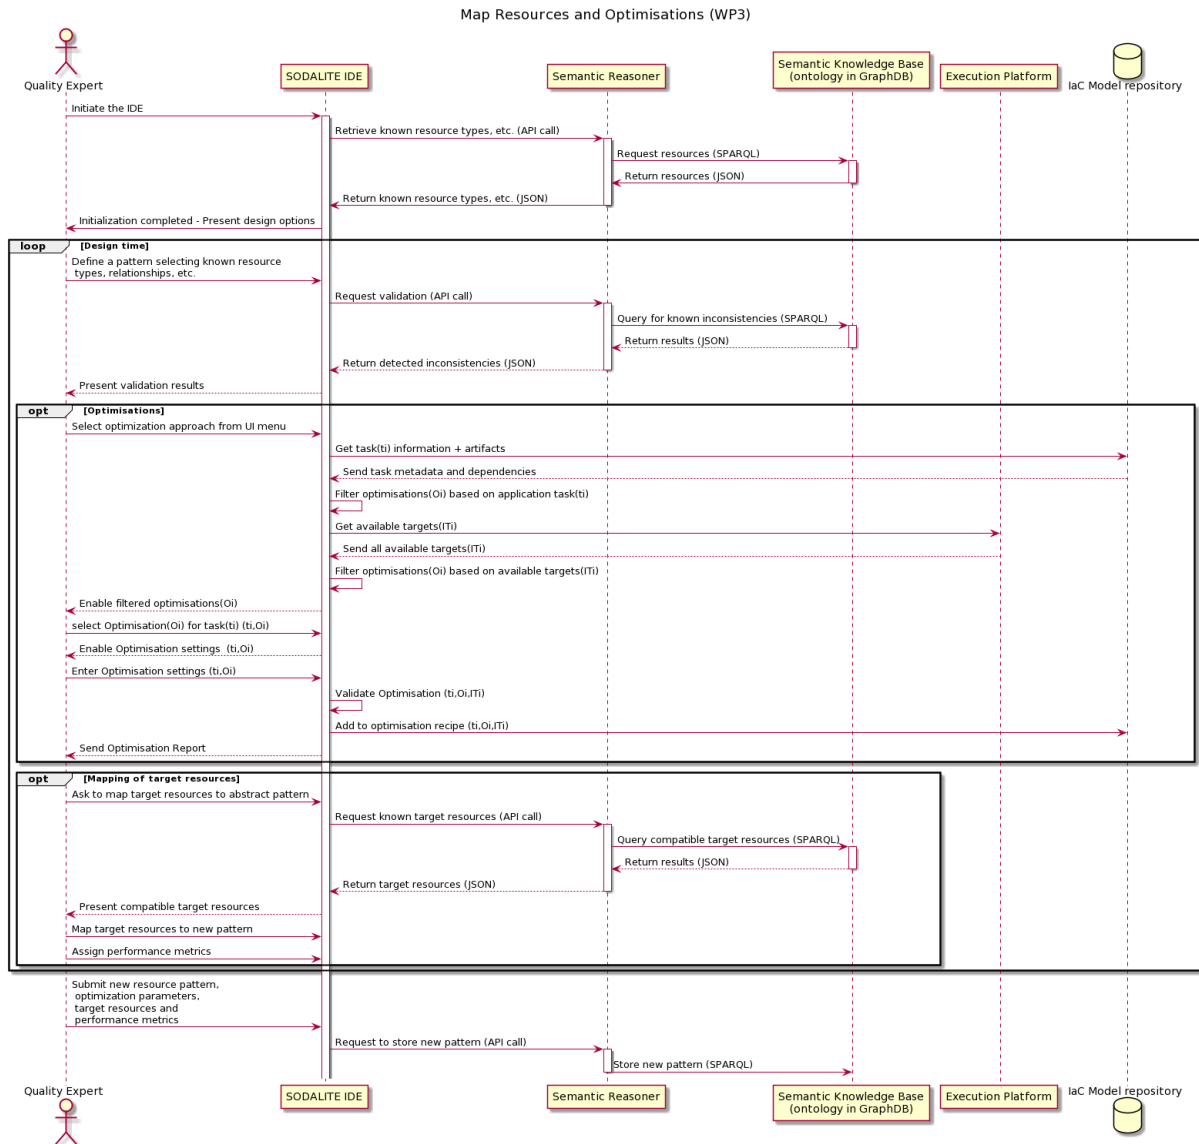 Map Resources and Optimisations (WP3)
Quality Expert
SODALITE IDE
Semantic Reasoner
Semantic Knowledge Base
(ontology in GraphDB)
Execution Platform
IaC Model repository
Initiate the IDE
Retrieve known resource types, etc. (API call)
Request resources (SPARQL)
Return resources (JSON)
Return known resource types, etc. (JSON)
Initialization completed - Present design options
loop [Design time]
Define a pattern selecting known resource
types, relationships, etc.
Request validation (API call)
Query for known inconsistencies (SPARQL)
Return results (JSON)
Return detected inconsistencies (JSON)
Present validation results
opt [Optimisations]
Select optimization approach from UI menu
Get task(ti) information + artifacts
Send task metadata and dependencies
Filter optimisations(Oi) based on application task(ti)
Get available targets(ITi)
Send all available targets(ITi)
Filter optimisations(Oi) based on available targets(ITi)
Enable filtered optimisations(Oi)
select Optimisation(Oi) for task(ti) (ti,Oi)
Enable Optimisation settings (ti,Oi)
Enter Optimisation settings (ti,Oi)
Validate Optimisation (ti,Oi,ITi)
Add to optimisation recipe (ti,Oi,ITi)
Send Optimisation Report
opt [Mapping of target resources]
Ask to map target resources to abstract pattern
Request known target resources (API call)
Query compatible target resources (SPARQL)
Return results (JSON)
Return target resources (JSON)
Present compatible target resources
Map target resources to new pattern
Assign performance metrics
Submit new resource pattern,
optimization parameters,
target resources and
performance metrics
Request to store new pattern (API call)
Store new pattern (SPARQL)
Quality Expert
SODALITE IDE
Semantic Reasoner
Semantic Knowledge Base
(ontology in GraphDB)
Execution Platform
IaC Model repository